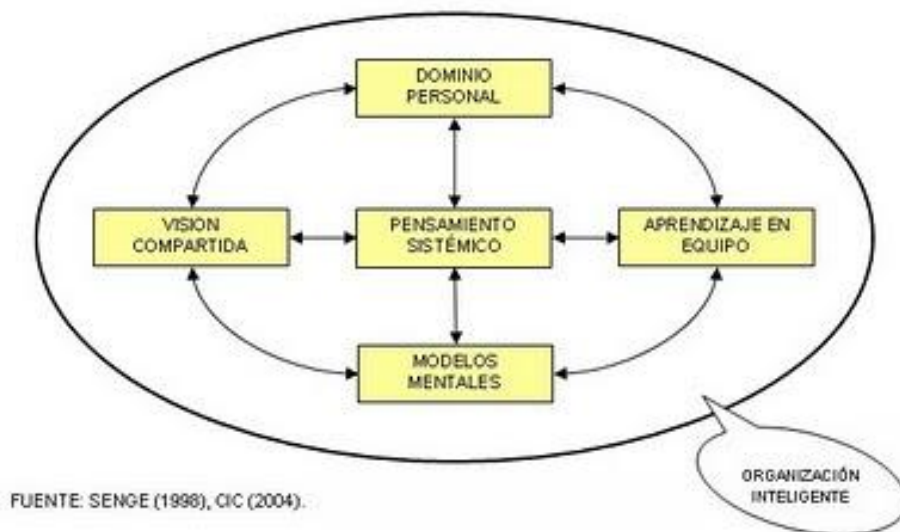 DOMINIO
PERSONAL
VISION
COMPARTIDA
PENSAMIENTO
SISTÉMICO
APRENDIZAJE EN
EQUIPO
MODELOS
MENTALES
ORGANIZACIÓN
INTELIGENTE
FUENTE: SENGE (1998), CIC (2004).